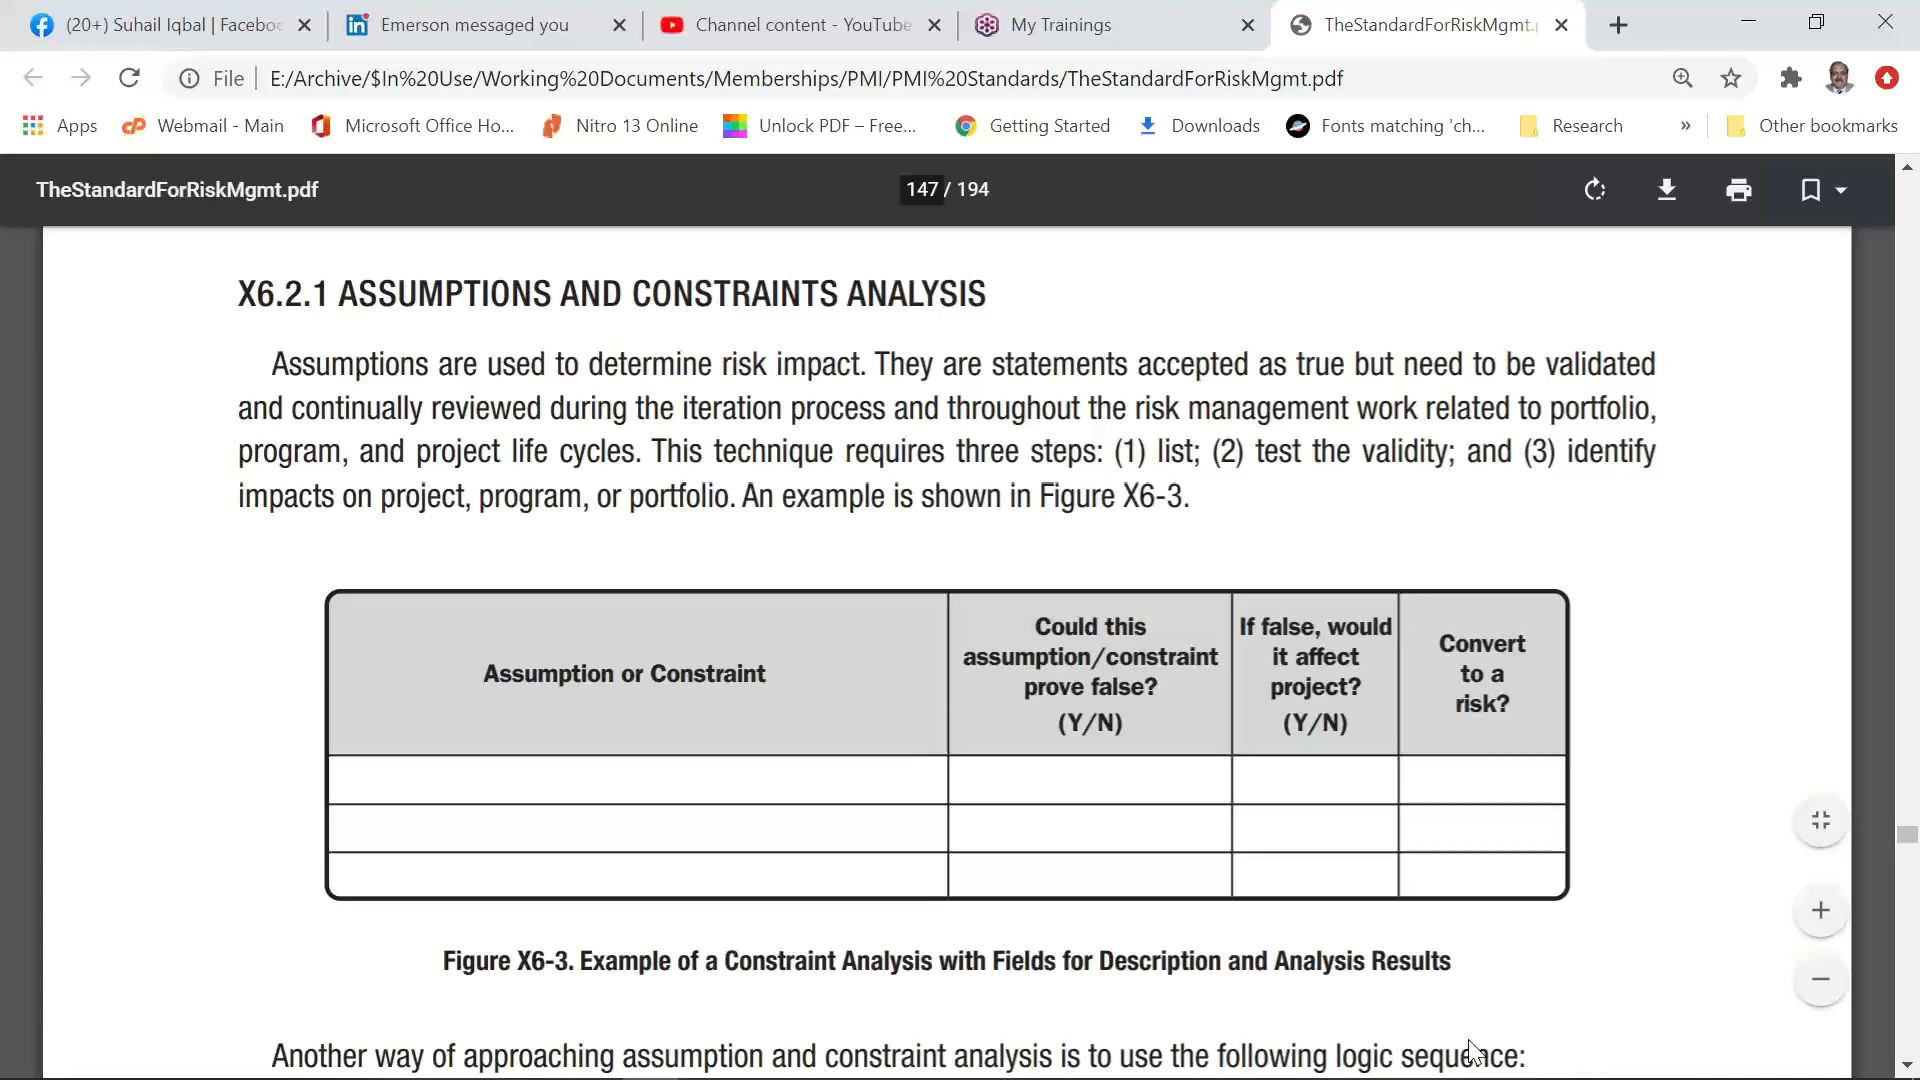 (20+) Suhail Iqbal | Faceboo
Emerson messaged you
Channel content - YouTube
My Trainings
TheStandardForRiskMgmt.
File
E:/Archive/$In%20Use/Working%20Documents/Memberships/PMI/PMI%20Standards/TheStandardForRiskMgmt.pdf
Apps
Webmail - Main
Microsoft Office Ho...
Nitro 13 Online
Unlock PDF – Free...
Getting Started
Downloads
Fonts matching 'ch...
Research
»
Other bookmarks
TheStandardForRiskMgmt.pdf
147 / 194
X6.2.1 ASSUMPTIONS AND CONSTRAINTS ANALYSIS
Assumptions are used to determine risk impact. They are statements accepted as true but need to be validated
and continually reviewed during the iteration process and throughout the risk management work related to portfolio,
program, and project life cycles. This technique requires three steps: (1) list; (2) test the validity; and (3) identify
impacts on project, program, or portfolio. An example is shown in Figure X6-3.
Assumption or Constraint
Could this
assumption/constraint
prove false?
(Y/N)
If false, would
it affect
project?
(Y/N)
Convert
to a
risk?
Figure X6-3. Example of a Constraint Analysis with Fields for Description and Analysis Results
Another way of approaching assumption and constraint analysis is to use the following logic sequence: